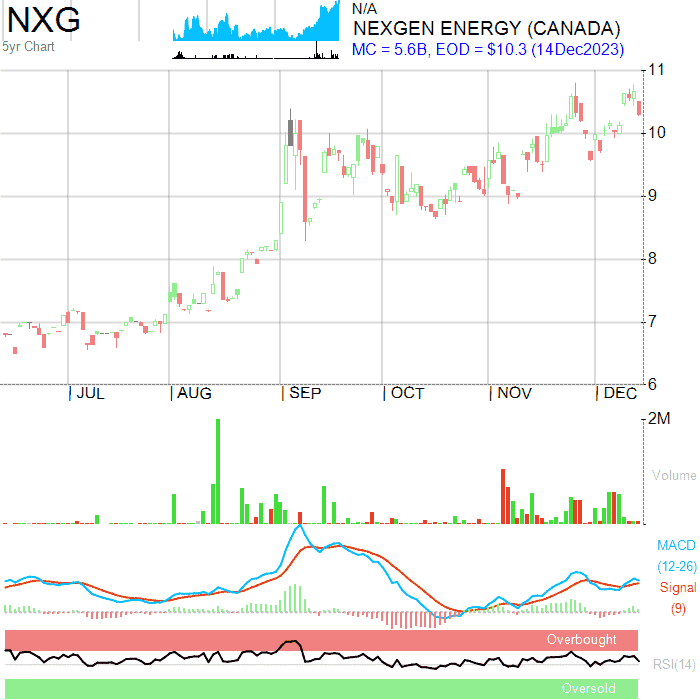 NXG
N/A
NEXGEN ENERGY (CANADA)
5yr Chart
MC = 5.6B, EOD = $10.3 (14Dec2023)
11
10
9
8
7
6
JUL AUG SEP OCT NOV DEC
2M
Volume
MACD
(12-26)
Signal
(9)
Overbought
RSI(14)
Oversold